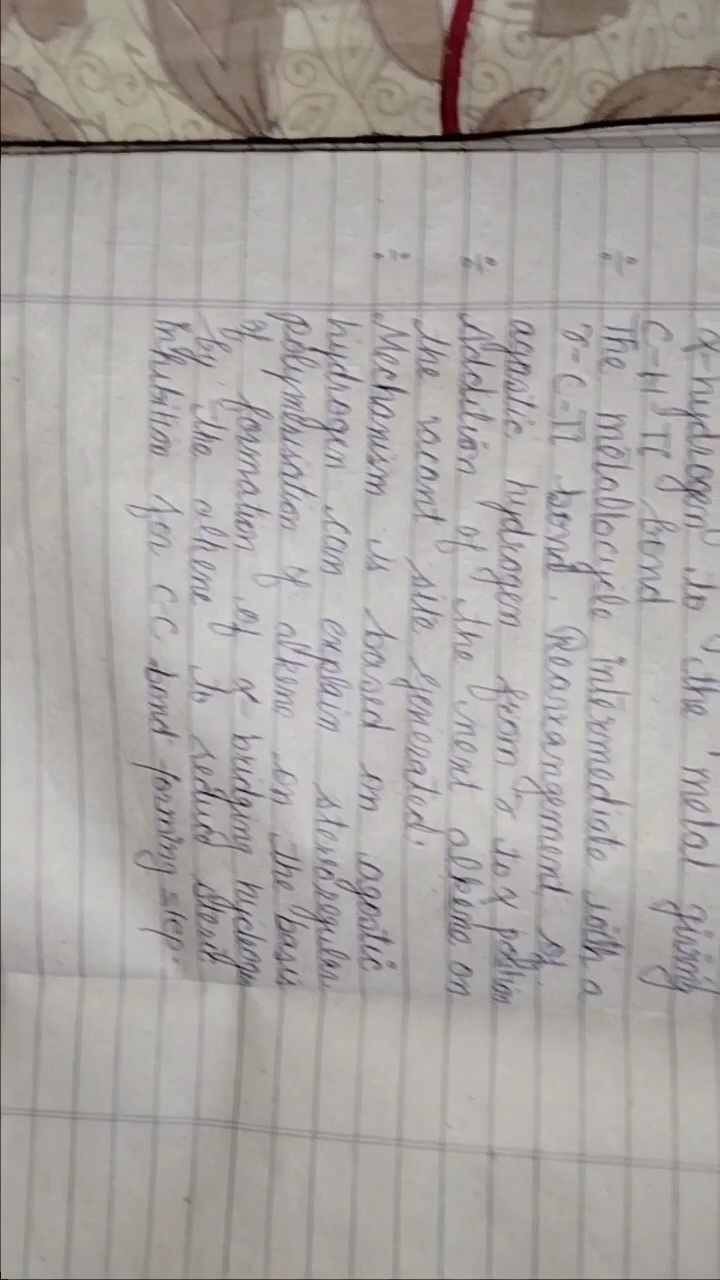 α-hydrogen to the metal giving
C-H Ti bond
÷ The metallocycle intermediate with a
σ-C-Ti bond. Rearrangement of
agostic hydrogen from α to γ position
÷ Addition of the next alkene on
the vacant site generated.
÷ Mechanism is based on agostic
hydrogen can explain stereoregular
polymerisation of alkene on the basis
of formation of α-bridging hydrogen
by the alkene to reduce steric
inhibition for C-C bond-forming step.